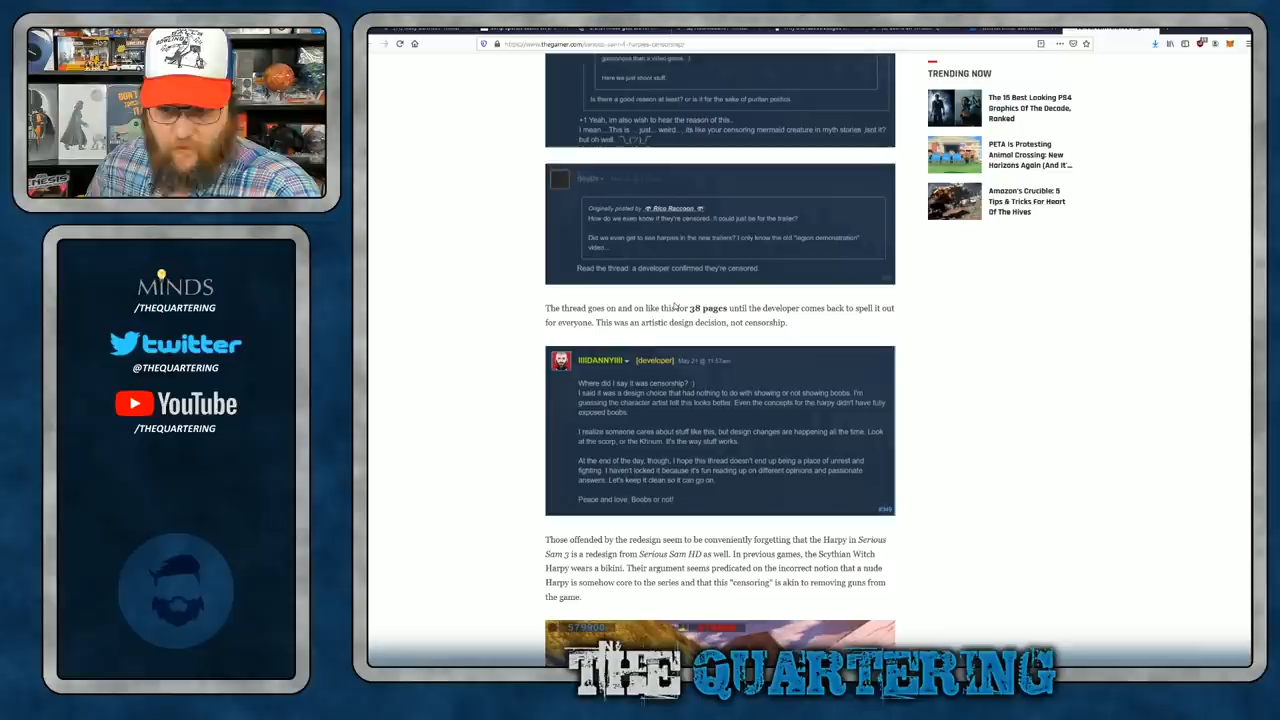 MINDS
/THEQUARTERING
twitter
@THEQUARTERING
YouTube
/THEQUARTERING
Here we just shoot stuff.
Is there a good reason at least? or is it for the sake of puritan politics
+1 Yeah, im also wish to hear the reason of this..
I mean....This is ... just... weird..., its like your censoring mermaid creature in myth stories ,isnt it?
but oh well.
Originally posted by Rico Raccoon
How do we even know if they're censored. It could just be for the trailer?
Did we even get to see harpies in the new trailers? I only know the old "legion demonstration"
video...
Read the thread: a developer confirmed they're censored.
The thread goes on and on like this for 38 pages until the developer comes back to spell it out
for everyone. This was an artistic design decision, not censorship.
IIIIDANNYIIII [developer] May 21 @ 11:57am
Where did I say it was censorship? :)
I said it was a design choice that had nothing to do with showing or not showing boobs. I'm
guessing the character artist felt this looks better. Even the concepts for the harpy didn't have fully
exposed boobs.
I realize someone cares about stuff like this, but design changes are happening all the time. Look
at the scorp, or the Khnum. It's the way stuff works.
At the end of the day, though, I hope this thread doesn't end up being a place of unrest and
fighting. I haven't locked it because it's fun reading up on different opinions and passionate
answers. Let's keep it clean so it can go on.
Peace and love. Boobs or not!
#349
Those offended by the redesign seem to be conveniently forgetting that the Harpy in Serious
Sam 3 is a redesign from Serious Sam HD as well. In previous games, the Scythian Witch
Harpy wears a bikini. Their argument seems predicated on the incorrect notion that a nude
Harpy is somehow core to the series and that this "censoring" is akin to removing guns from
the game.
TRENDING NOW
The 15 Best Looking PS4
Graphics Of The Decade,
Ranked
PETA Is Protesting
Animal Crossing: New
Horizons Again (And It'...
Amazon's Crucible: 5
Tips & Tricks For Heart
Of The Hives
THE QUARTERING